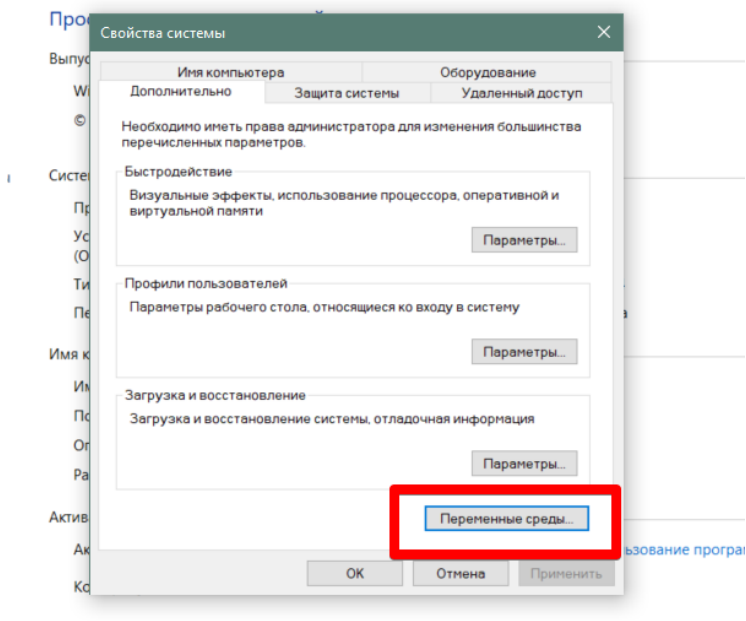 Свойства системы
Имя компьютера
Оборудование
Дополнительно
Защита системы
Удаленный доступ
Необходимо иметь права администратора для изменения большинства
перечисленных параметров.
Быстродействие
Визуальные эффекты, использование процессора, оперативной и
виртуальной памяти
Параметры...
Профили пользователей
Параметры рабочего стола, относящиеся ко входу в систему
Параметры...
Загрузка и восстановление
Загрузка и восстановление системы, отладочная информация
Параметры...
Переменные среды...
OK
Отмена
Применить